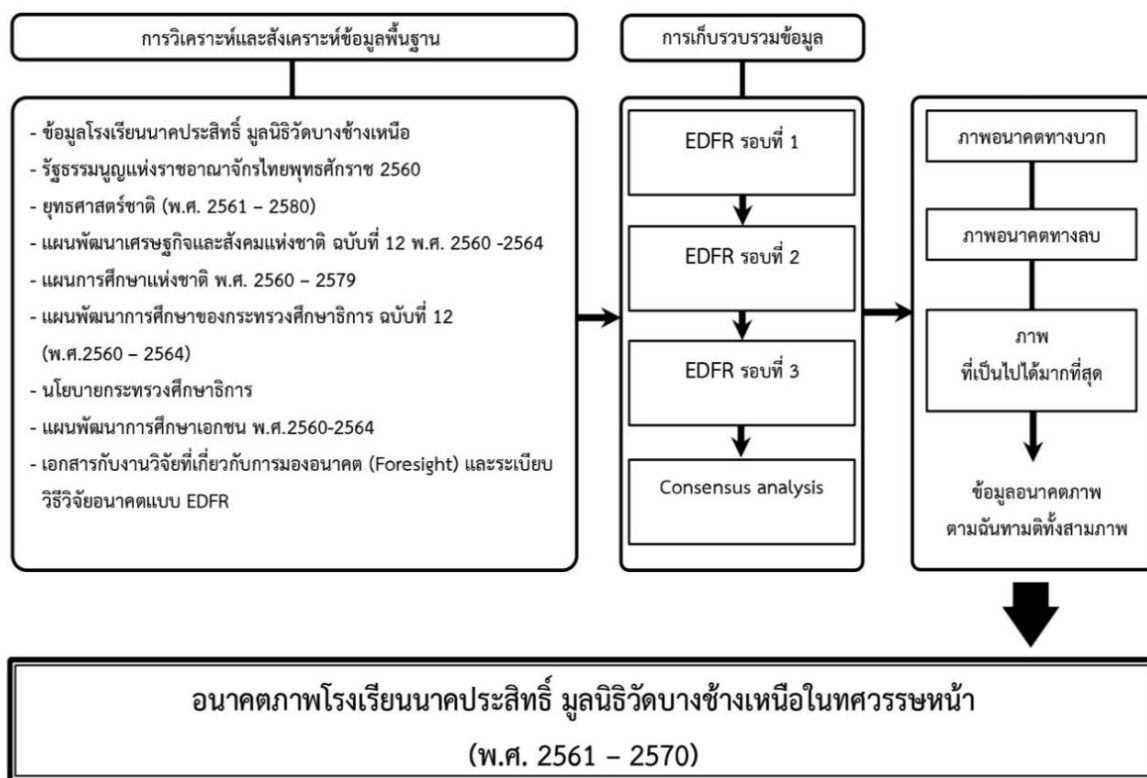 การวิเคราะห์และสังเคราะห์ข้อมูลพื้นฐาน
- ข้อมูลโรงเรียนนาคประสิทธิ์ มูลนิธิวัดบางช้างเหนือ
- รัฐธรรมนูญแห่งราชอาณาจักรไทยพุทธศักราช 2560
- ยุทธศาสตร์ชาติ (พ.ศ. 2561 – 2580)
- แผนพัฒนาเศรษฐกิจและสังคมแห่งชาติ ฉบับที่ 12 พ.ศ. 2560 -2564
- แผนการศึกษาแห่งชาติ พ.ศ. 2560 – 2579
- แผนพัฒนาการศึกษาของกระทรวงศึกษาธิการ ฉบับที่ 12
(พ.ศ.2560 – 2564)
- นโยบายกระทรวงศึกษาธิการ
- แผนพัฒนาการศึกษาเอกชน พ.ศ.2560-2564
- เอกสารกับงานวิจัยที่เกี่ยวกับการมองอนาคต (Foresight) และระเบียบ
วิธีวิจัยอนาคตแบบ EDFR
การเก็บรวบรวมข้อมูล
EDFR รอบที่ 1
EDFR รอบที่ 2
EDFR รอบที่ 3
Consensus analysis
ภาพอนาคตทางบวก
ภาพอนาคตทางลบ
ภาพ
ที่เป็นไปได้มากที่สุด
ข้อมูลอนาคตภาพ
ตามฉันทามติทั้งสามภาพ
อนาคตภาพโรงเรียนนาคประสิทธิ์ มูลนิธิวัดบางช้างเหนือในทศวรรษหน้า
(พ.ศ. 2561 – 2570)